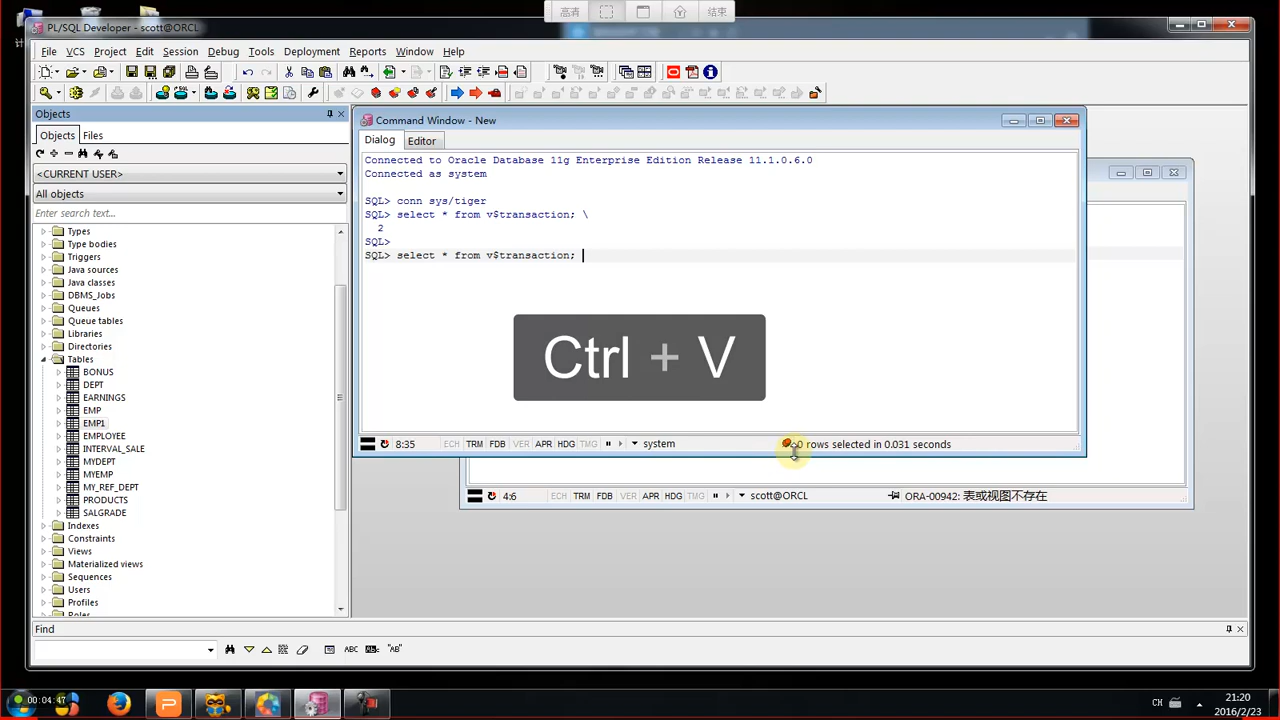 高清
结束
PL/SQL Developer - scott@ORCL
File VCS Project Edit Session Debug Tools Deployment Reports Window Help
Objects
Objects Files
<CURRENT USER>
All objects
Enter search text...
Types
Type bodies
Triggers
Java sources
Java classes
DBMS_Jobs
Queues
Queue tables
Libraries
Directories
Tables
BONUS
DEPT
EARNINGS
EMP
EMP1
EMPLOYEE
INTERVAL_SALE
MYDEPT
MYEMP
MY_REF_DEPT
PRODUCTS
SALGRADE
Indexes
Constraints
Views
Materialized views
Sequences
Users
Profiles
Roles
Command Window - New
Dialog Editor
Connected to Oracle Database 11g Enterprise Edition Release 11.1.0.6.0
Connected as system
SQL> conn sys/tiger
SQL> select * from v$transaction; \
2
SQL>
SQL> select * from v$transaction;
Ctrl + V
8:35 ECH TRM FDB VER APR HDG TMG system 0 rows selected in 0.031 seconds
4:6 ECH TRM FDB VER APR HDG TMG scott@ORCL ORA-00942: 表或视图不存在
Find
ABC "AB"
00:04:47
CH
21:20
2016/2/23